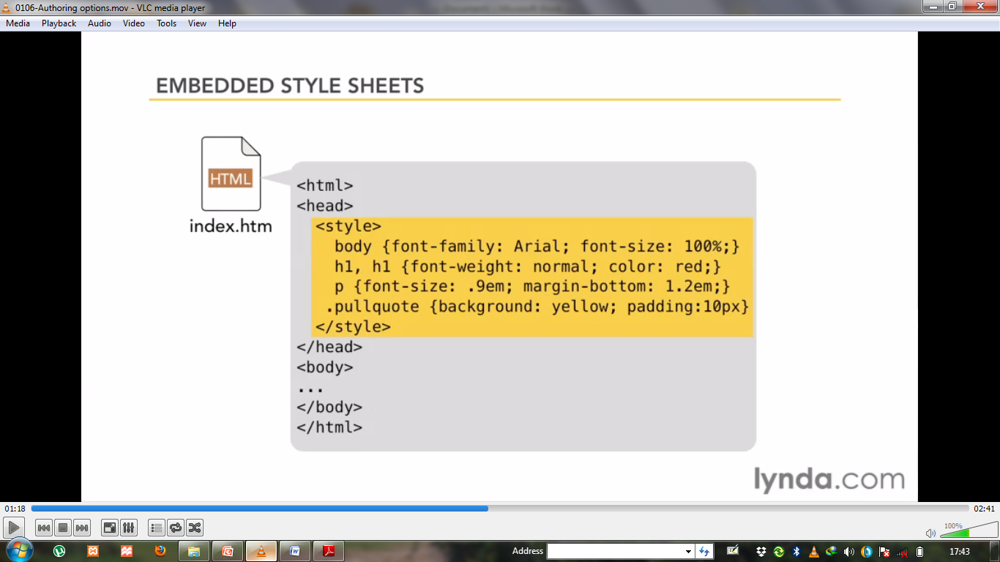 0106-Authoring options.mov - VLC media player
Media Playback Audio Video Tools View Help
EMBEDDED STYLE SHEETS
HTML
index.htm
<html>
<head>
<style>
body {font-family: Arial; font-size: 100%;}
h1, h1 {font-weight: normal; color: red;}
p {font-size: .9em; margin-bottom: 1.2em;}
.pullquote {background: yellow; padding:10px}
</style>
</head>
<body>
...
</body>
</html>
lynda.com
01:18 02:41
100%
Address 17:43